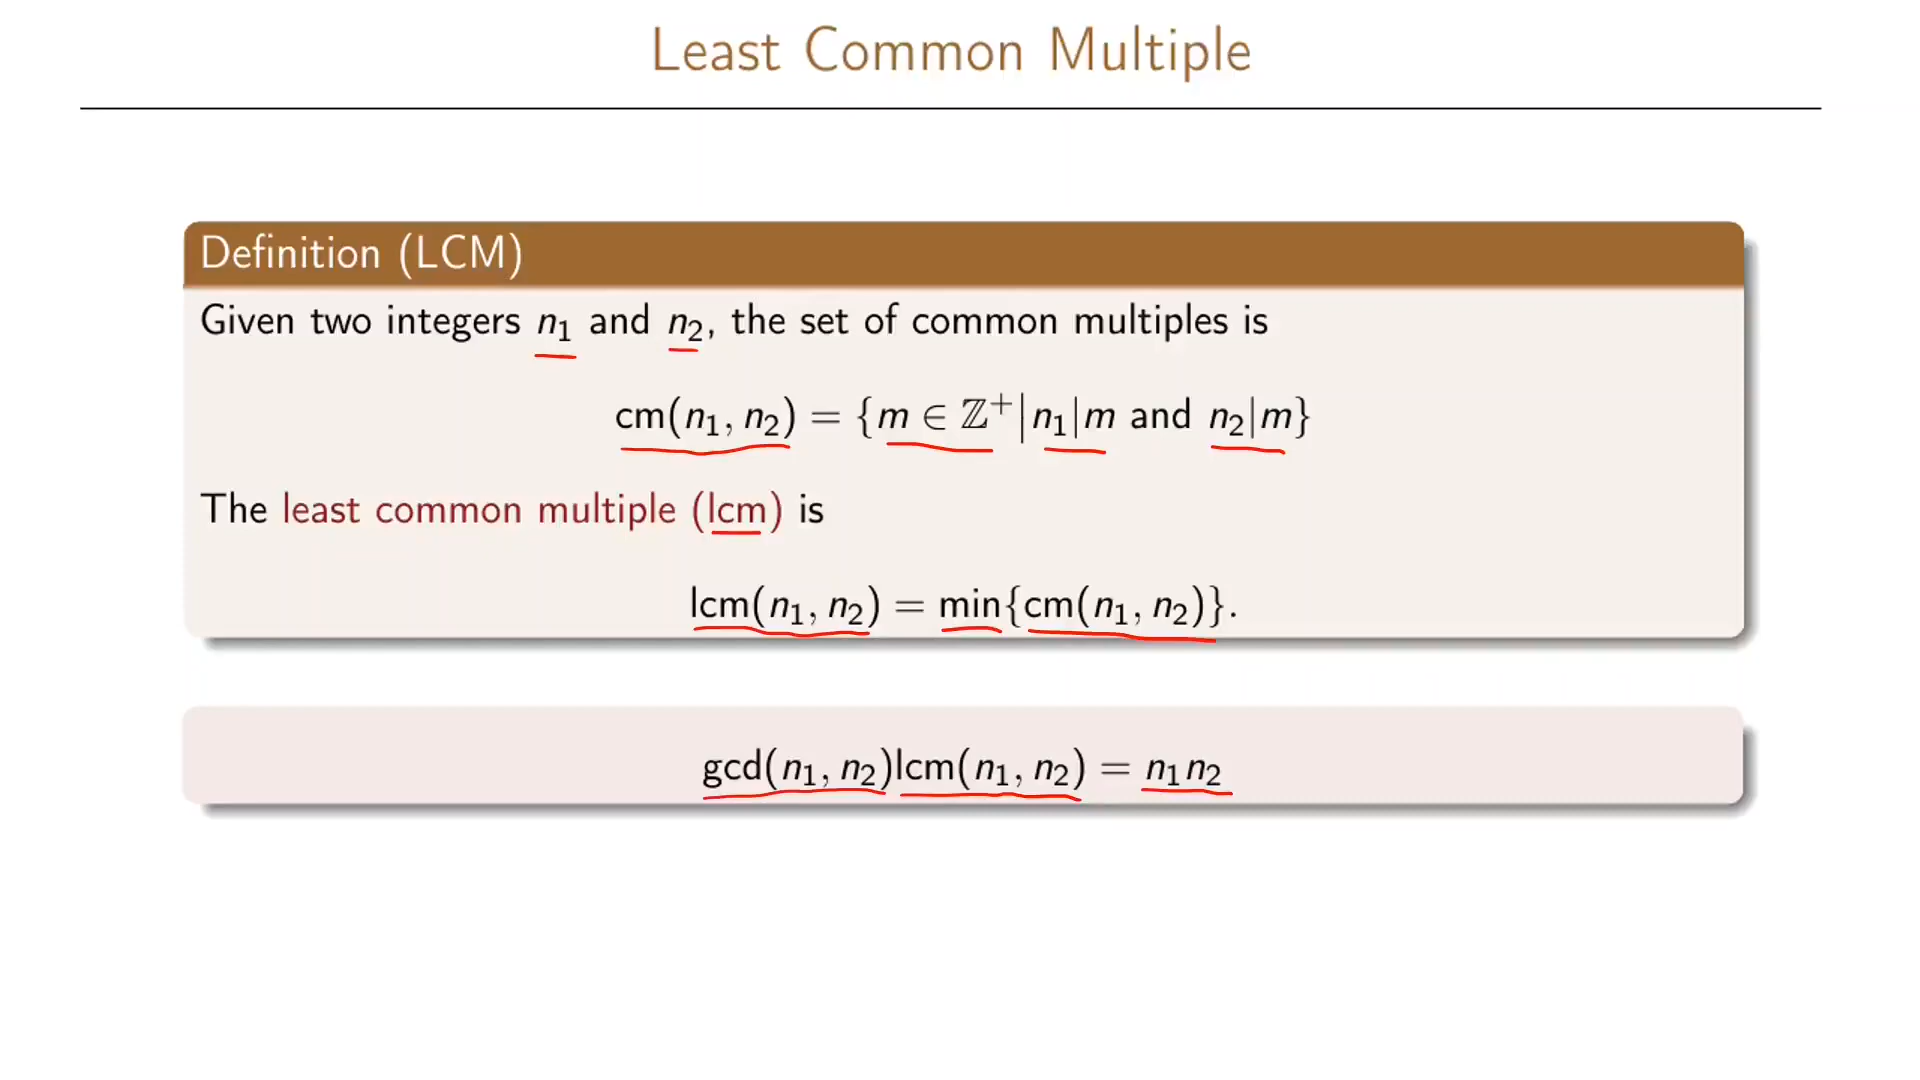 Least Common Multiple
Definition (LCM)
Given two integers n₁ and n₂, the set of common multiples is
cm(n₁, n₂) = {m ∈ ℤ⁺|n₁|m and n₂|m}
The least common multiple (lcm) is
lcm(n₁, n₂) = min{cm(n₁, n₂)}.
gcd(n₁, n₂)lcm(n₁, n₂) = n₁n₂